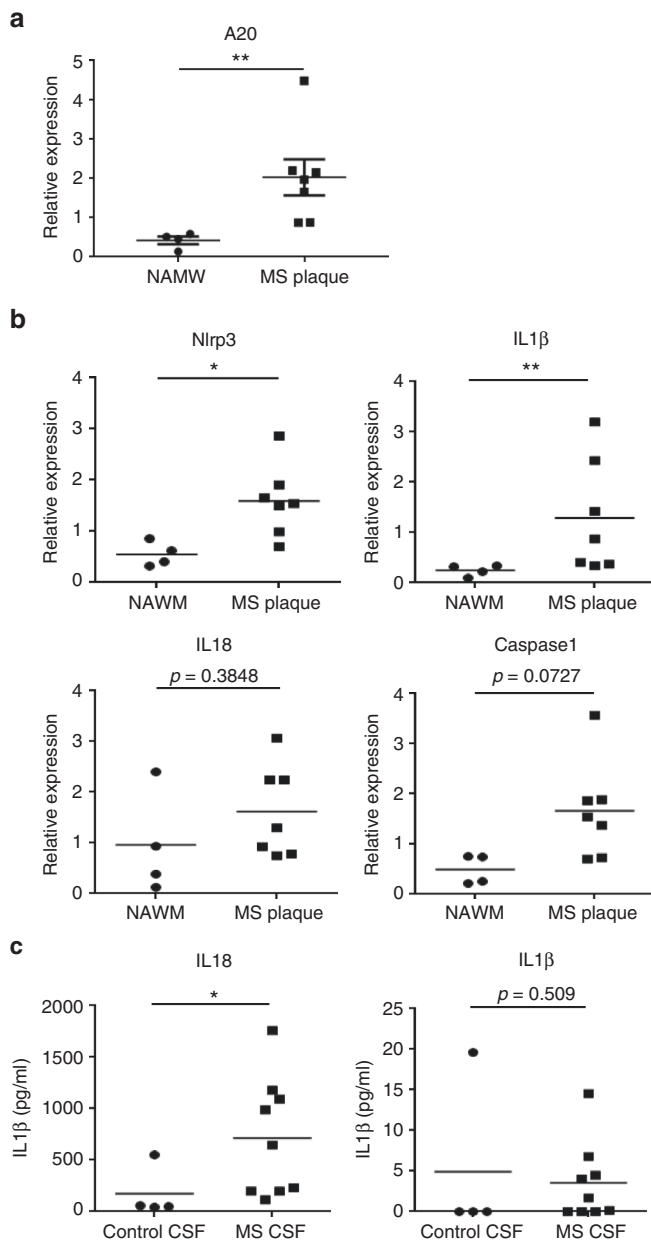 a
A20
**
5
4
3
2
1
0
Relative expression
NAMW
MS plaque
b
Nlrp3
*
4
3
2
1
0
Relative expression
NAWM
MS plaque
IL1β
**
4
3
2
1
0
Relative expression
NAWM
MS plaque
IL18
p = 0.3848
4
3
2
1
0
Relative expression
NAWM
MS plaque
Caspase1
p = 0.0727
4
3
2
1
0
Relative expression
NAWM
MS plaque
c
IL18
*
2000
1500
1000
500
0
IL1β (pg/ml)
Control CSF
MS CSF
IL1β
p = 0.509
25
20
15
10
5
0
IL1β (pg/ml)
Control CSF
MS CSF